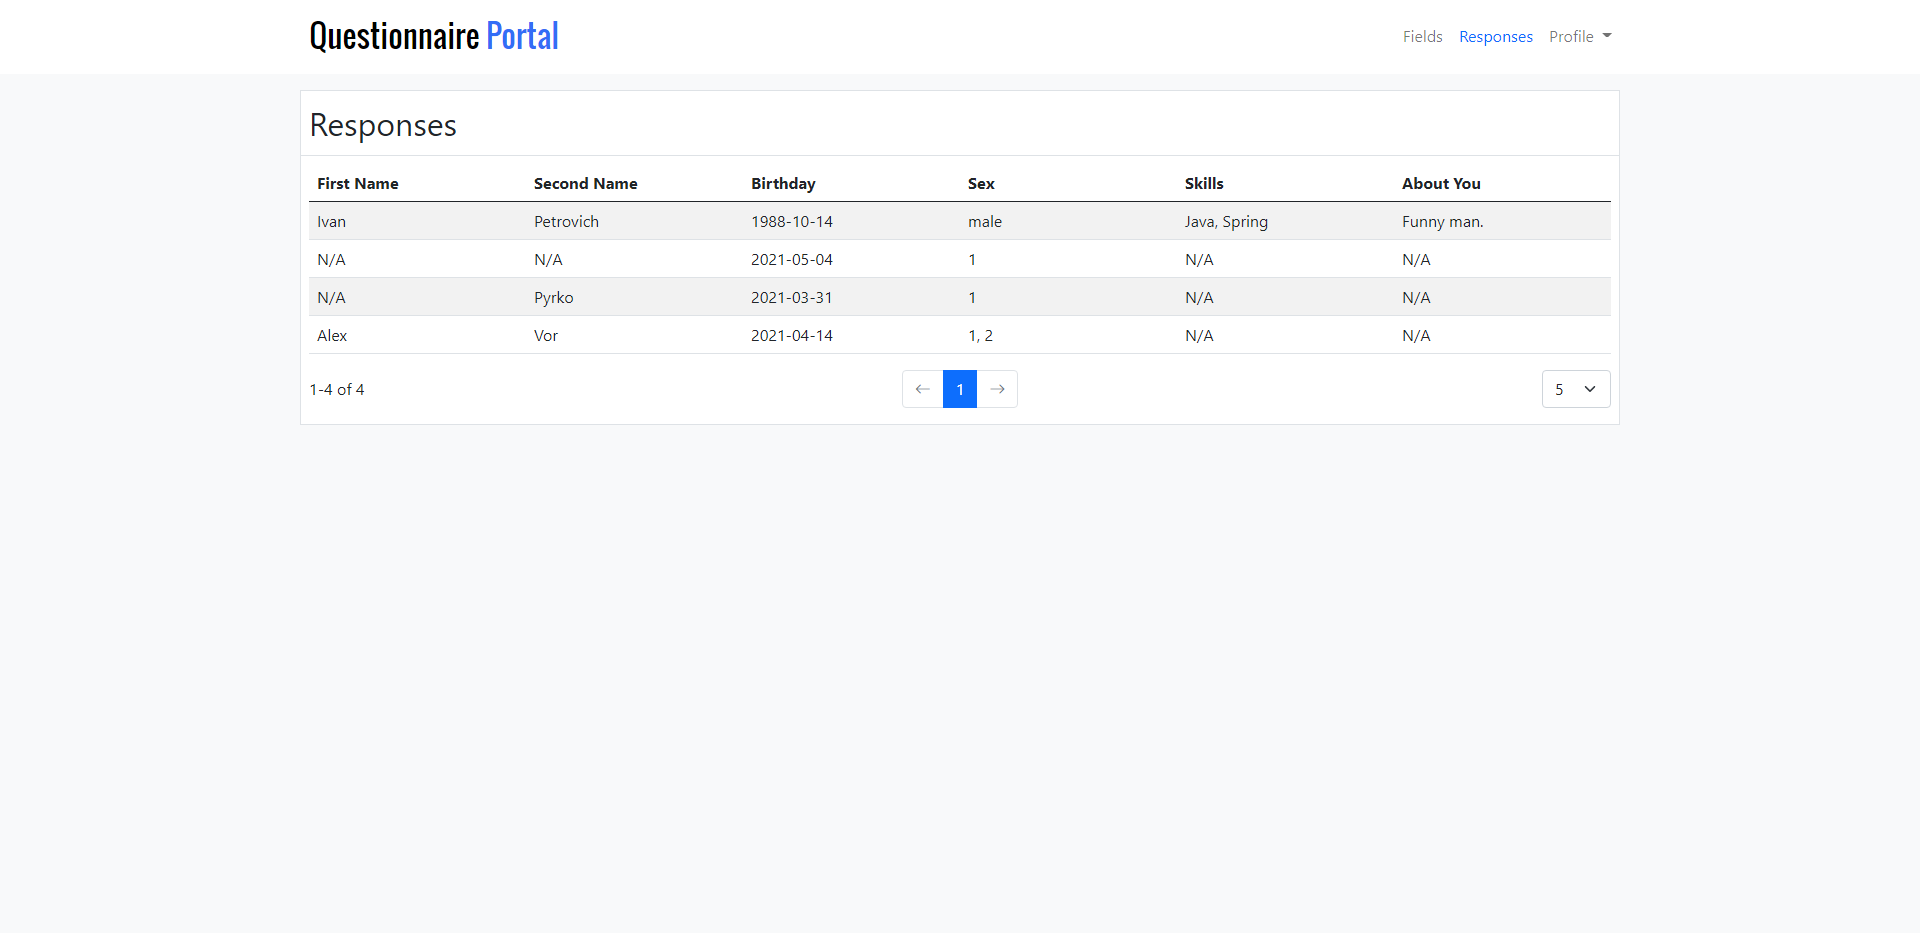 Questionnaire Portal
Fields Responses Profile
Responses
First Name Second Name Birthday Sex Skills About You
Ivan Petrovich 1988-10-14 male Java, Spring Funny man.
N/A N/A 2021-05-04 1 N/A N/A
N/A Pyrko 2021-03-31 1 N/A N/A
Alex Vor 2021-04-14 1, 2 N/A N/A
1-4 of 4 ← 1 → 5